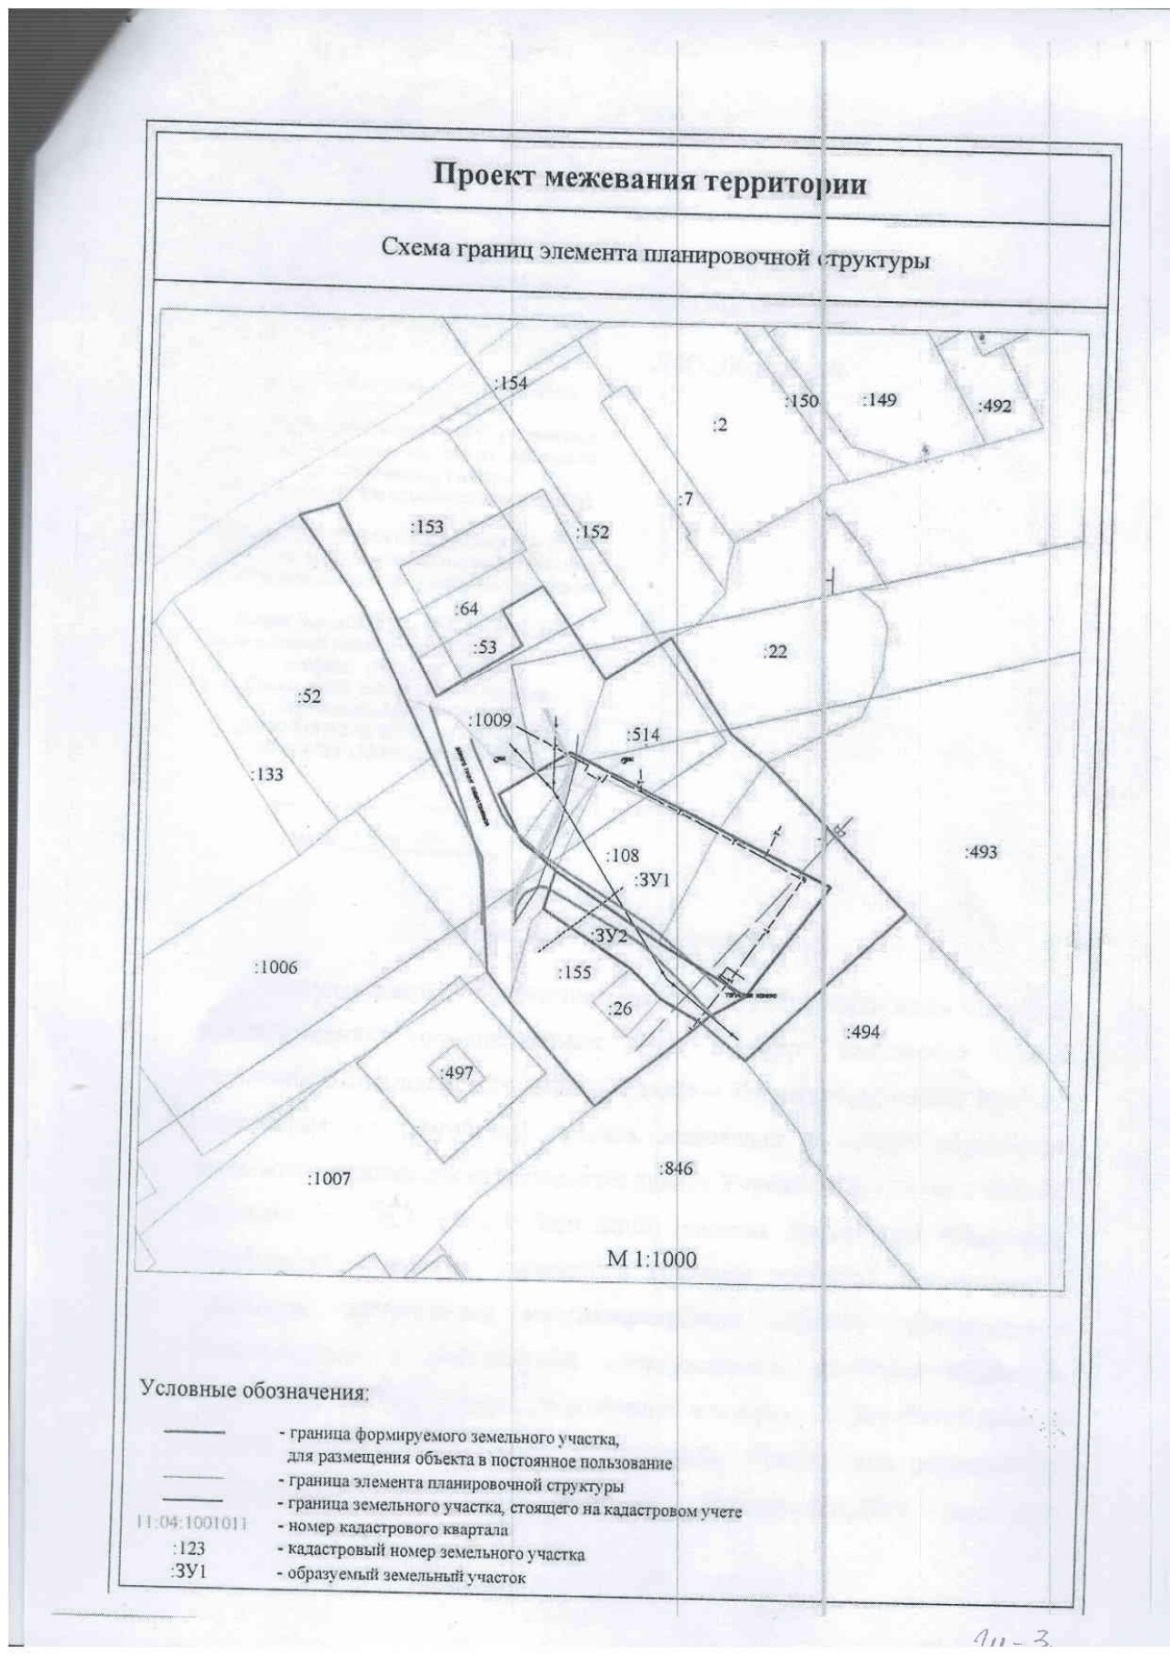 Проект межевания территории
Схема границ элемента планировочной структуры
:154
:150
:149
:492
:2
:7
:153
:152
:64
:53
:22
:52
:1009
:514
:133
:108
:493
:ЗУ1
:ЗУ2
:1006
:155
:26
:494
:497
:846
:1007
М 1:1000
Условные обозначения:
- граница формируемого земельного участка,
для размещения объекта в постоянное пользование
- граница элемента планировочной структуры
- граница земельного участка, стоящего на кадастровом учете
11:04:1001011 - номер кадастрового квартала
:123 - кадастровый номер земельного участка
:ЗУ1 - образуемый земельный участок